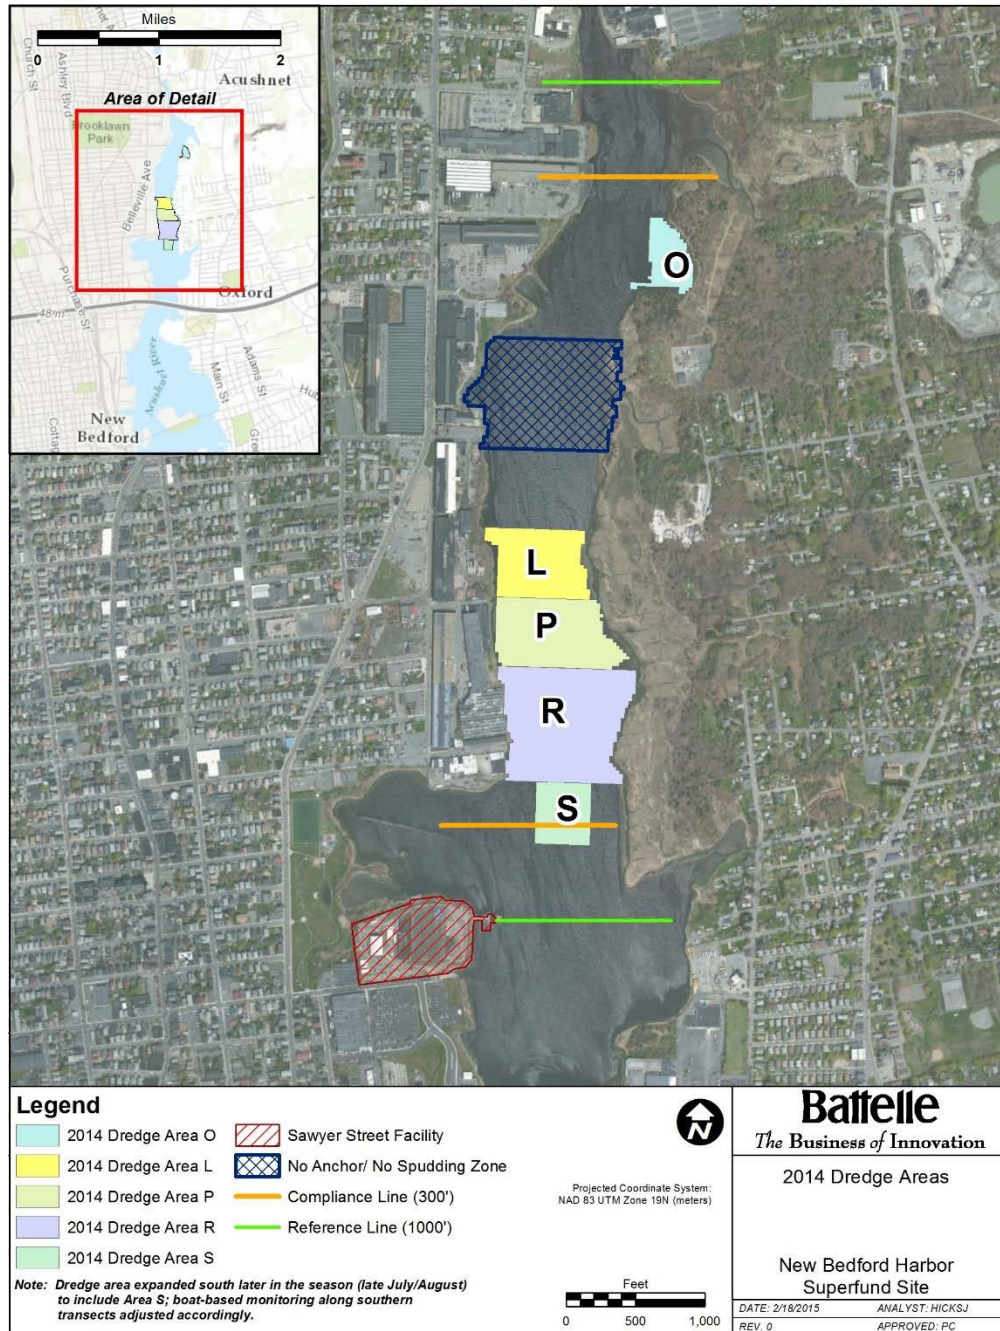 Miles
0 1 2
Acushnet
Area of Detail
Church St
Ashley Blvd
Brooklawn
Park
Belleville Ave
Oxford
Purchase St
48 m
Acushnet River
Adams St
Main St
New
Bedford
O
L
P
R
S
Legend
2014 Dredge Area O
2014 Dredge Area L
2014 Dredge Area P
2014 Dredge Area R
2014 Dredge Area S
Sawyer Street Facility
No Anchor/ No Spudding Zone
Compliance Line (300')
Reference Line (1000')
Note: Dredge area expanded south later in the season (late July/August)
to include Area S; boat-based monitoring along southern
transects adjusted accordingly.
N
Projected Coordinate System:
NAD 83 UTM Zone 19N (meters)
Feet
0 500 1,000
Battelle
The Business of Innovation
2014 Dredge Areas
New Bedford Harbor
Superfund Site
DATE: 2/18/2015 ANALYST: HICKSJ
REV. 0 APPROVED: PC